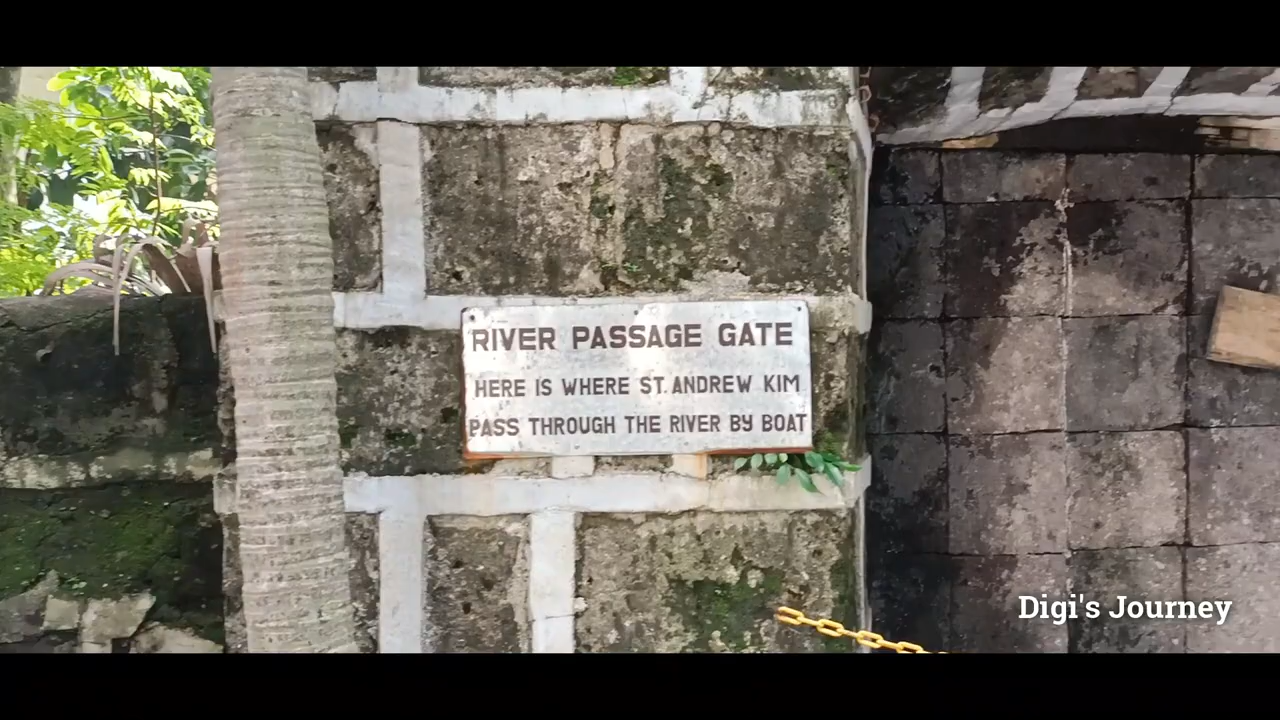 RIVER PASSAGE GATE
HERE IS WHERE ST. ANDREW KIM
PASS THROUGH THE RIVER BY BOAT
Digi's Journey